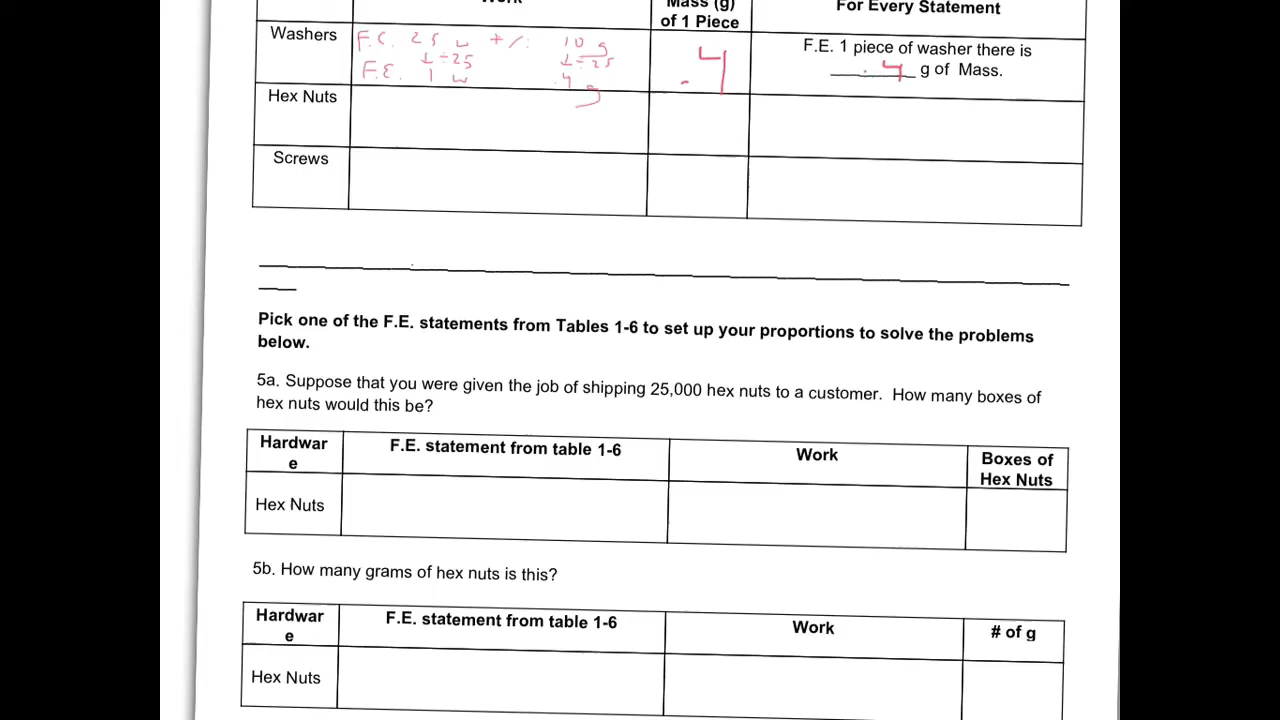 Work
Mass (g)
of 1 Piece
For Every Statement
Washers
F.C. 25 w +/: 10 g
↓÷25 ↓÷25
F.E. 1 w .4 g
.4
F.E. 1 piece of washer there is
.4 g of Mass.
Hex Nuts
Screws
Pick one of the F.E. statements from Tables 1-6 to set up your proportions to solve the problems
below.
5a. Suppose that you were given the job of shipping 25,000 hex nuts to a customer. How many boxes of
hex nuts would this be?
Hardwar
e
F.E. statement from table 1-6
Work
Boxes of
Hex Nuts
Hex Nuts
5b. How many grams of hex nuts is this?
Hardwar
e
F.E. statement from table 1-6
Work
# of g
Hex Nuts